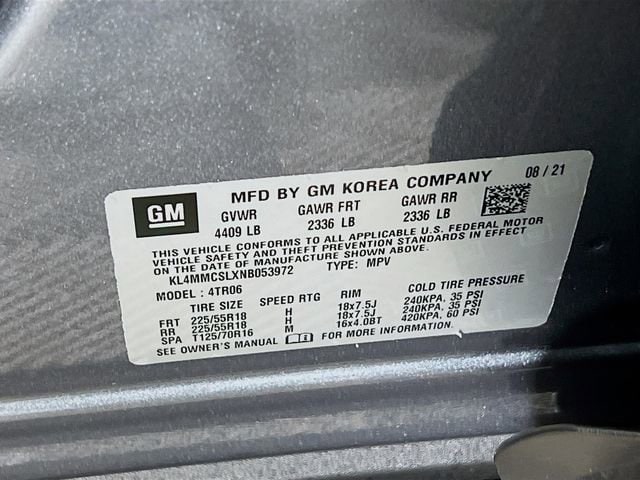 GM
MFD BY GM KOREA COMPANY 08 / 21
GVWR GAWR FRT GAWR RR
4409 LB 2336 LB 2336 LB
THIS VEHICLE CONFORMS TO ALL APPLICABLE U.S. FEDERAL MOTOR
VEHICLE SAFETY AND THEFT PREVENTION STANDARDS IN EFFECT
ON THE DATE OF MANUFACTURE SHOWN ABOVE.
KL4MMCSLXNB053972 TYPE: MPV
MODEL : 4TR06
TIRE SIZE SPEED RTG RIM COLD TIRE PRESSURE
FRT 225/55R18 H 18x7.5J 240KPA, 35 PSI
RR 225/55R18 H 18x7.5J 240KPA, 35 PSI
SPA T125/70R16 M 16x4.0BT 420KPA, 60 PSI
SEE OWNER'S MANUAL FOR MORE INFORMATION.